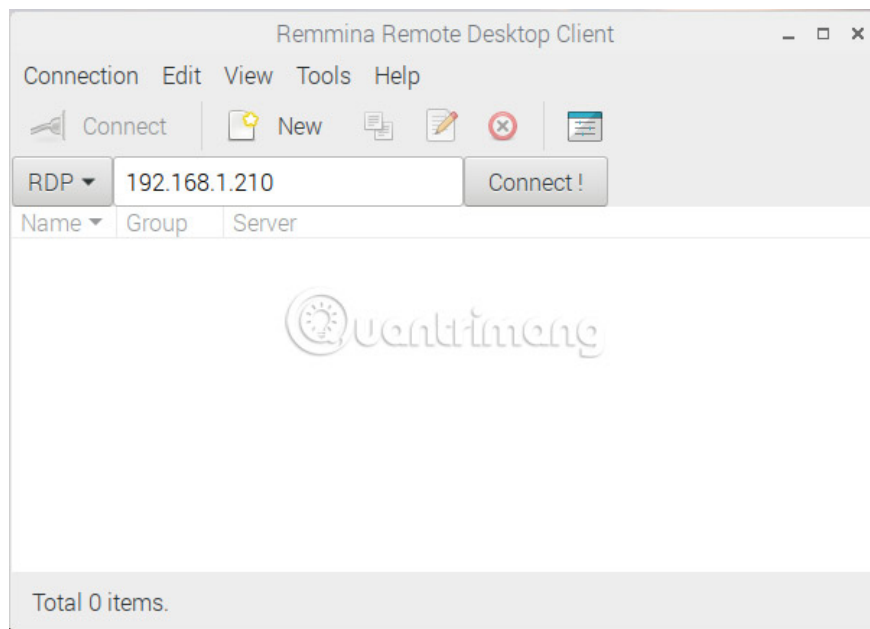 Remmina Remote Desktop Client
Connection Edit View Tools Help
Connect New
RDP 192.168.1.210 Connect !
Name Group Server
Quantrimang
Total 0 items.